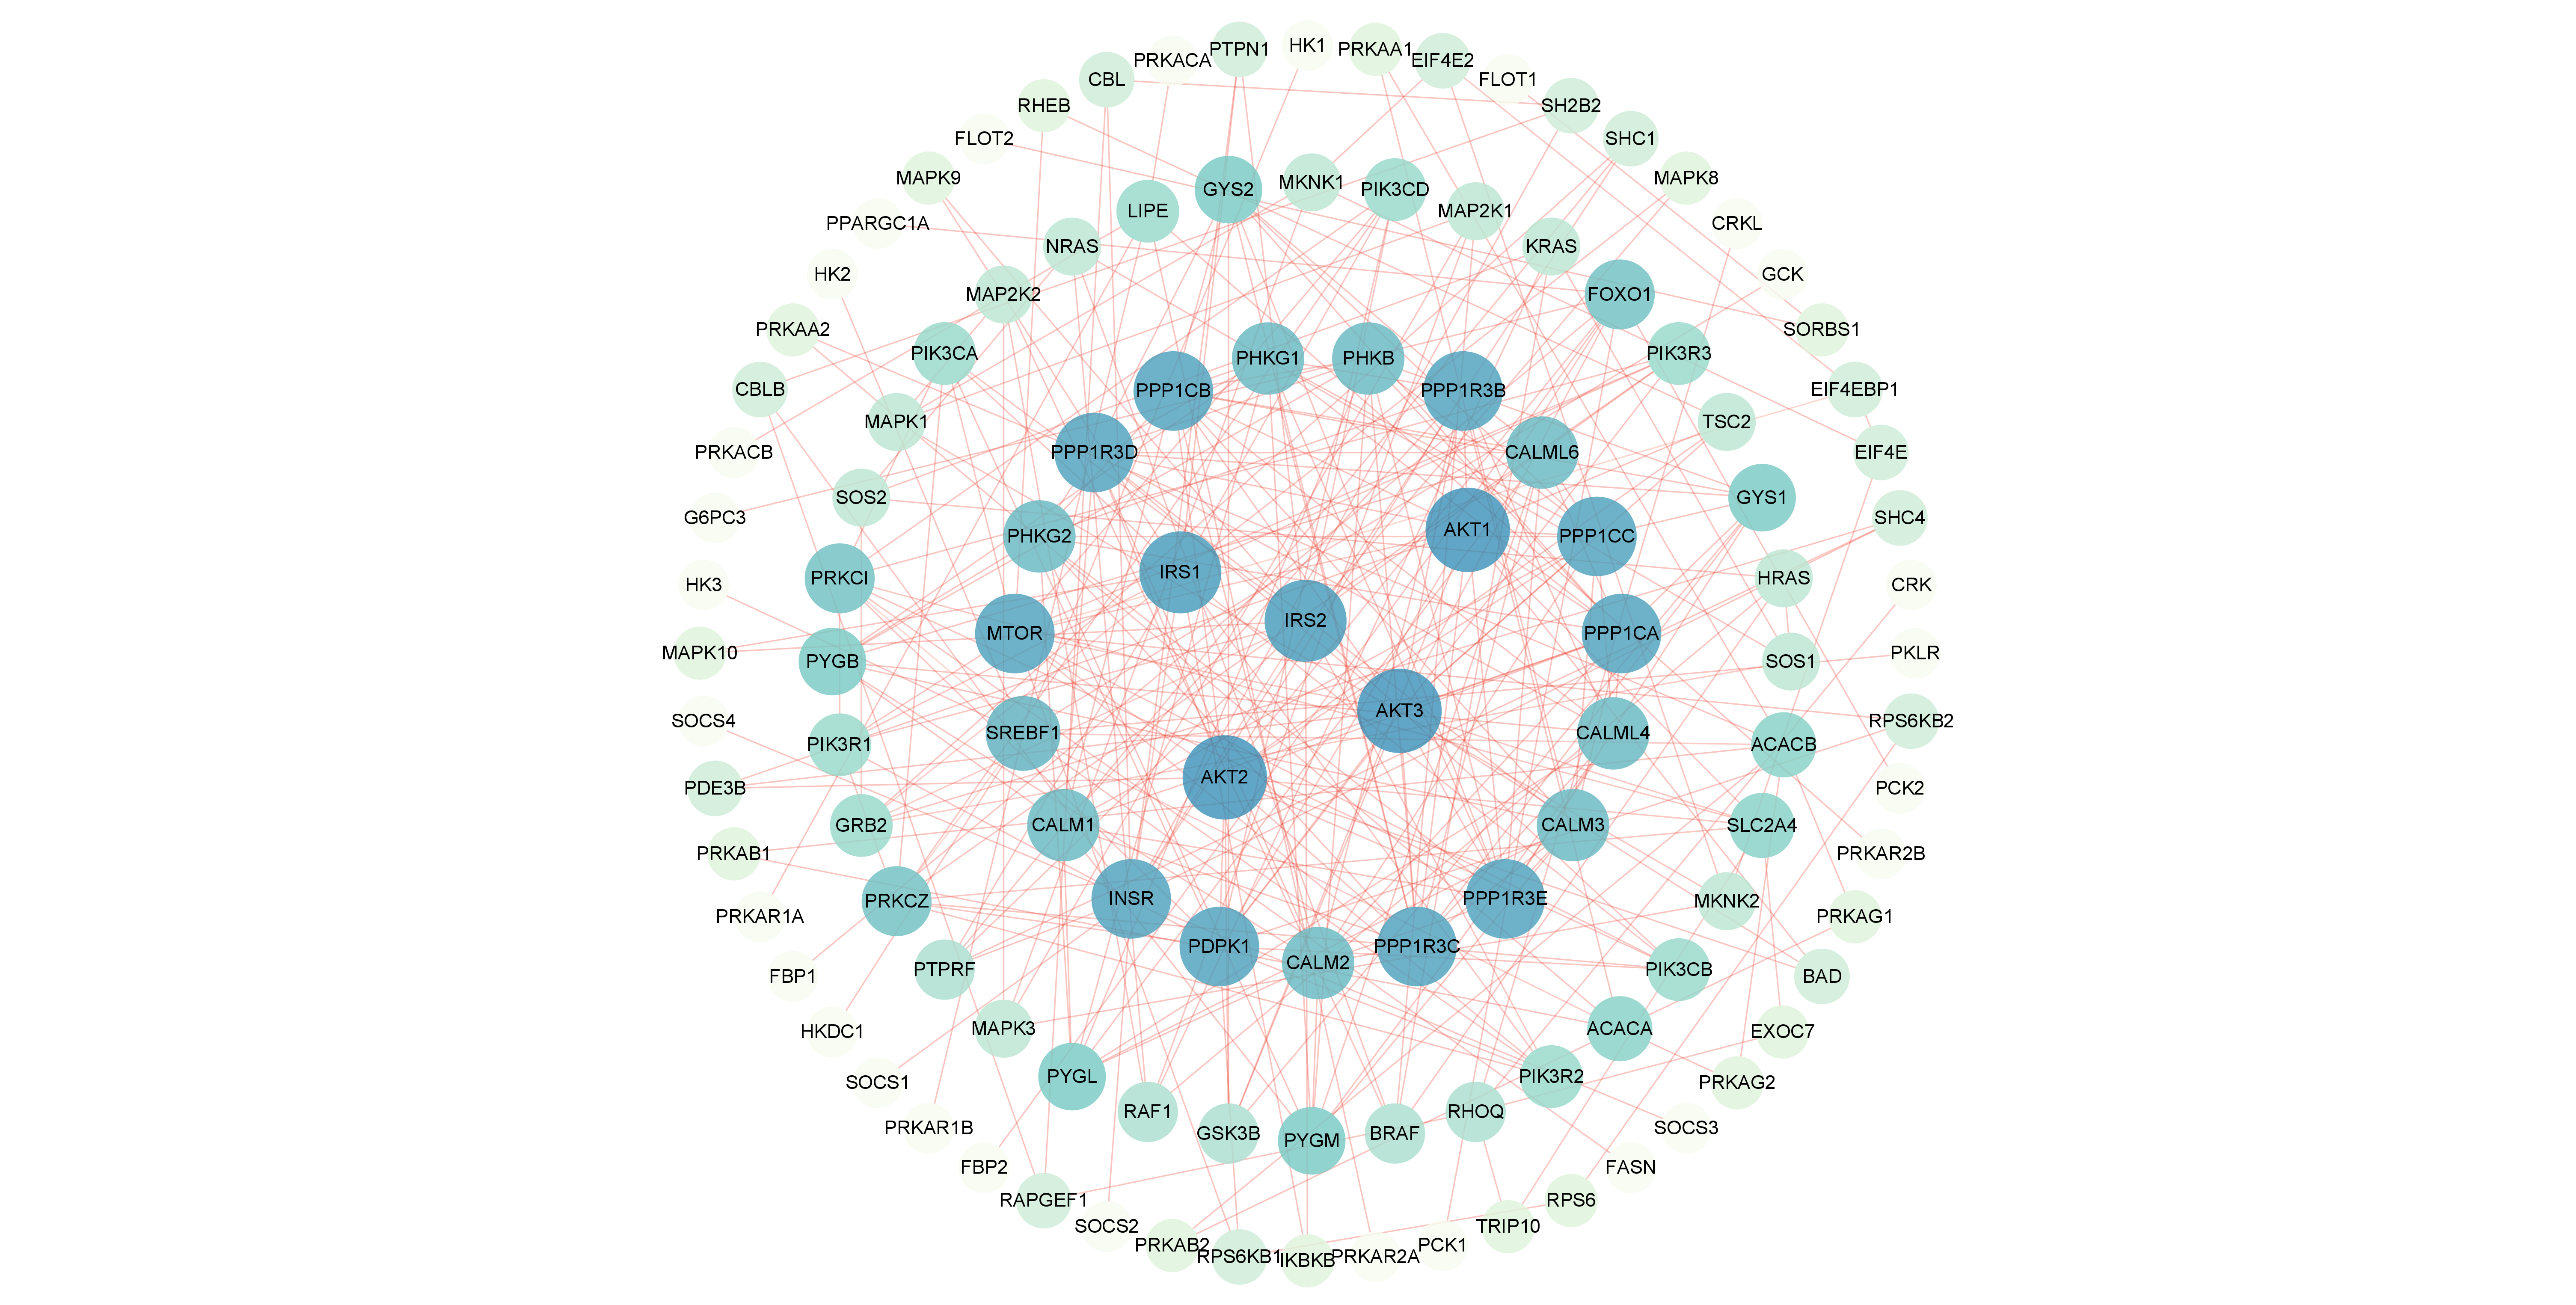 HK1
PTPN1
PRKAA1
PRKACA
EIF4E2
CBL
FLOT1
RHEB
SH2B2
FLOT2
SHC1
MAPK9
MAPK8
MKNK1
GYS2
PIK3CD
LIPE
MAP2K1
PPARGC1A
CRKL
NRAS
KRAS
HK2
GCK
MAP2K2
FOXO1
PRKAA2
SORBS1
PIK3CA
PIK3R3
PHKG1
PHKB
CBLB
PPP1CB
PPP1R3B
EIF4EBP1
MAPK1
TSC2
PRKACB
PPP1R3D
CALML6
EIF4E
SOS2
GYS1
G6PC3
SHC4
AKT1
PHKG2
PPP1CC
IRS1
PRKCI
HRAS
HK3
CRK
IRS2
MTOR
PPP1CA
MAPK10
PYGB
SOS1
PKLR
AKT3
SOCS4
RPS6KB2
SREBF1
CALML4
PIK3R1
ACACB
AKT2
PDE3B
PCK2
GRB2
CALM1
CALM3
SLC2A4
PRKAB1
PRKAR2B
PRKCZ
INSR
PPP1R3E
MKNK2
PRKAR1A
PRKAG1
PDPK1
PPP1R3C
CALM2
PTPRF
PIK3CB
FBP1
BAD
HKDC1
MAPK3
ACACA
EXOC7
SOCS1
PYGL
PIK3R2
PRKAG2
RAF1
RHOQ
PRKAR1B
GSK3B
PYGM
BRAF
SOCS3
FBP2
FASN
RAPGEF1
RPS6
SOCS2
TRIP10
PRKAB2
PCK1
RPS6KB1
IKBKB
PRKAR2A